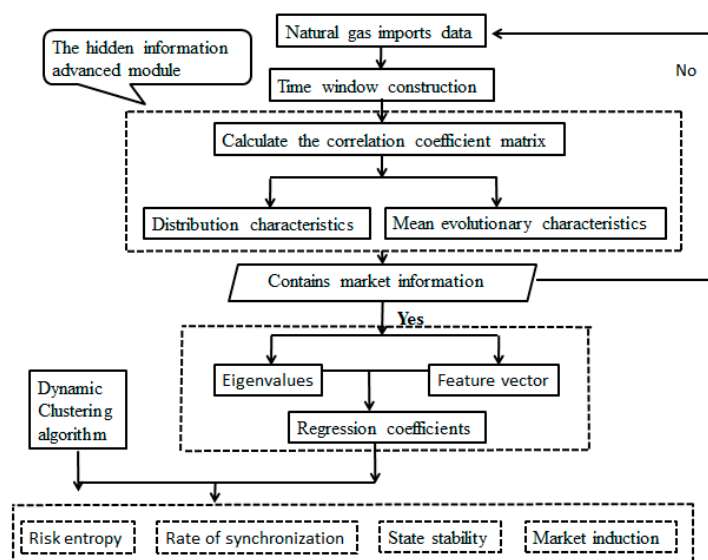 Natural gas imports data
The hidden information
advanced module
No
Time window construction
Calculate the correlation coefficient matrix
Distribution characteristics
Mean evolutionary characteristics
Contains market information
Yes
Eigenvalues
Feature vector
Dynamic
Clustering
algorithm
Regression coefficients
Risk entropy
Rate of synchronization
State stability
Market induction